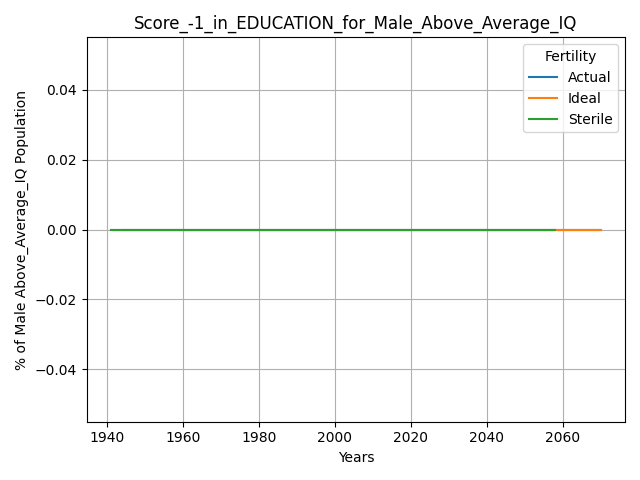 Score_-1_in_EDUCATION_for_Male_Above_Average_IQ
Fertility
Actual
Ideal
Sterile
% of Male Above_Average_IQ Population
0.04
0.02
0.00
−0.02
−0.04
1940 1960 1980 2000 2020 2040 2060
Years